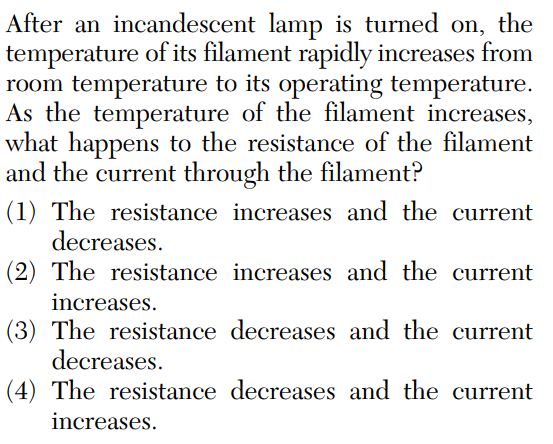 After an incandescent lamp is turned on, the
temperature of its filament rapidly increases from
room temperature to its operating temperature.
As the temperature of the filament increases,
what happens to the resistance of the filament
and the current through the filament?
(1) The resistance increases and the current
decreases.
(2) The resistance increases and the current
increases.
(3) The resistance decreases and the current
decreases.
(4) The resistance decreases and the current
increases.